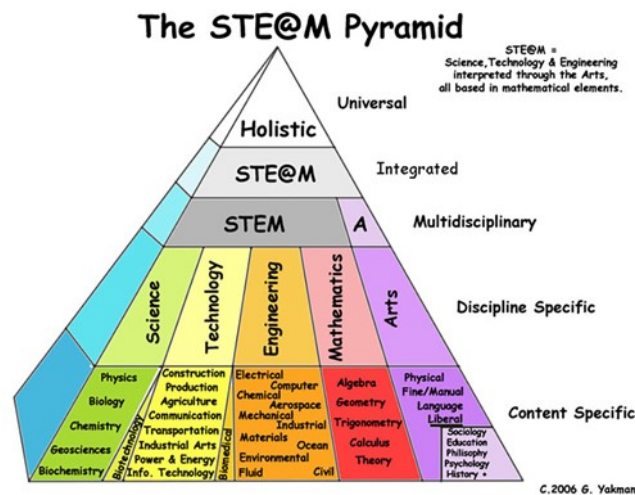 The STE@M Pyramid
STE@M =
Science,Technology & Engineering
interpreted through the Arts,
all based in mathematical elements.
Universal
Holistic
STE@M
Integrated
STEM
A
Multidisciplinary
Science
Technology
Engineering
Mathematics
Arts
Discipline Specific
Physics
Biology
Chemistry
Geosciences
Biochemistry
Biotechnology
Construction
Production
Agriculture
Communication
Transportation
Industrial Arts
Power & Energy
Info. Technology
Biomedical
Electrical
Computer
Chemical
Aerospace
Mechanical
Industrial
Materials
Ocean
Environmental
Fluid
Civil
Algebra
Geometry
Trigonometry
Calculus
Theory
Physical
Fine/Manual
Language
Liberal
Sociology
Education
Philisophy
Psychology
History *
Content Specific
C.2006 G. Yakman